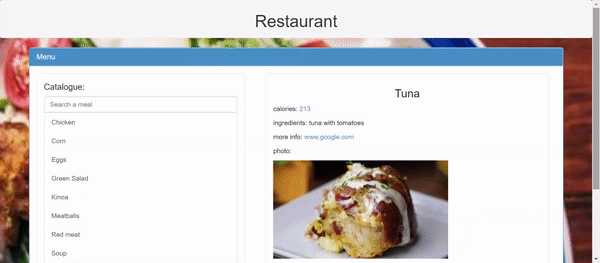 Restaurant
Menu
Catalogue:
Search a meal
Chicken
Corn
Eggs
Green Salad
Kinoa
Meatballs
Red meat
Soup
Tuna
calories: 213
ingredients: tuna with tomatoes
more info: www.google.com
photo: